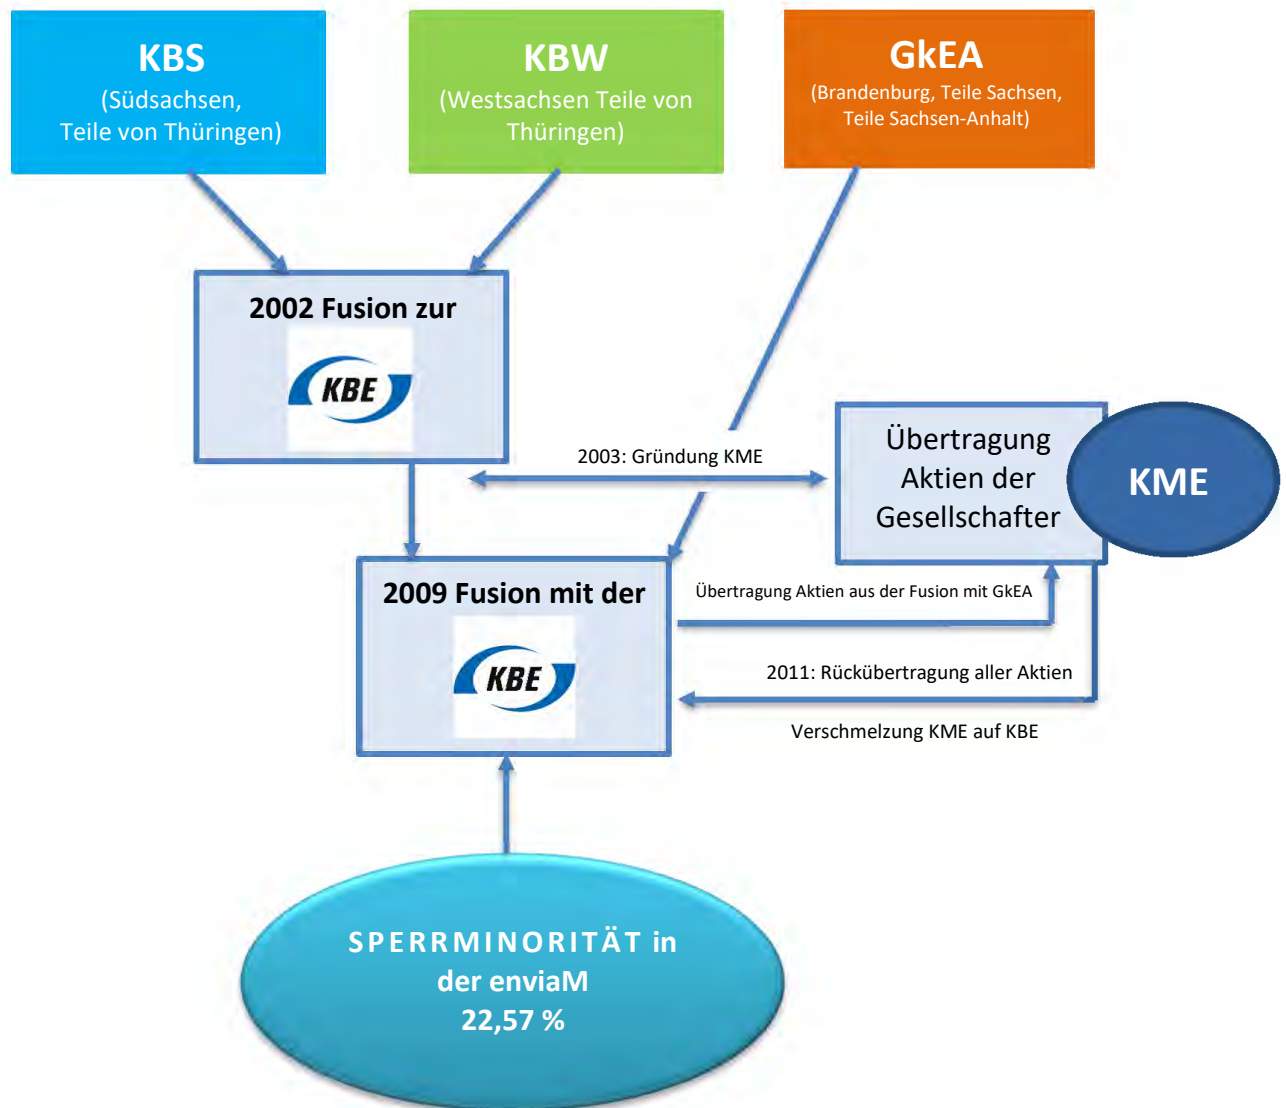 KBS
(Südsachsen,
Teile von Thüringen)
KBW
(Westsachsen Teile von
Thüringen)
GkEA
(Brandenburg, Teile Sachsen,
Teile Sachsen-Anhalt)
2002 Fusion zur
KBE
2003: Gründung KME
Übertragung
Aktien der
Gesellschafter
KME
2009 Fusion mit der
KBE
Übertragung Aktien aus der Fusion mit GkEA
2011: Rückübertragung aller Aktien
Verschmelzung KME auf KBE
SPERRMINORITÄT in
der enviaM
22,57 %